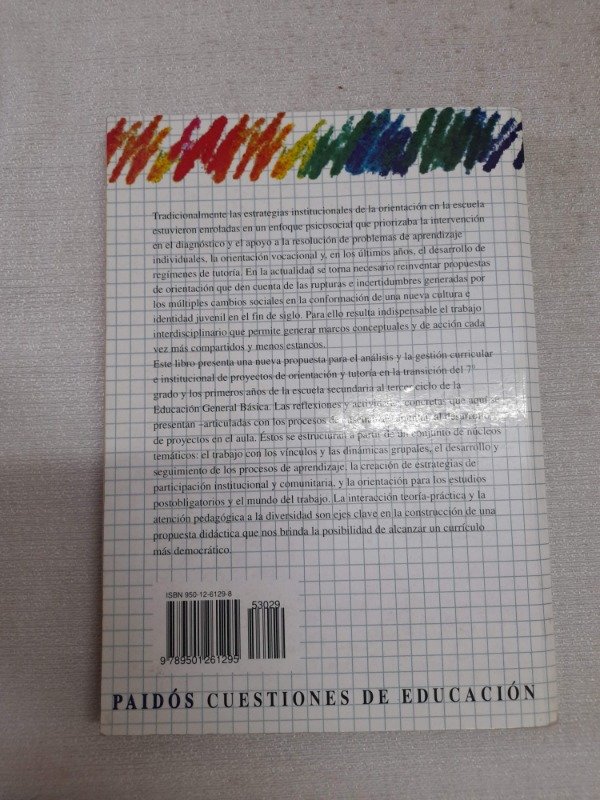 Tradicionalmente las estrategias institucionales de la orientación en la escuela
estuvieron enroladas en un enfoque psicosocial que priorizaba la intervención
en el diagnóstico y el apoyo a la resolución de problemas de aprendizaje
individuales, la orientación vocacional y, en los últimos años, el desarrollo de
regímenes de tutoría. En la actualidad se torna necesario reinventar propuestas
de orientación que den cuenta de las rupturas e incertidumbres generadas por
los múltiples cambios sociales en la conformación de una nueva cultura e
identidad juvenil en el fin de siglo. Para ello resulta indispensable el trabajo
interdisciplinario que permite generar marcos conceptuales y de acción cada
vez más compartidos y menos estancos.
Este libro presenta una nueva propuesta para el análisis y la gestión curricular
e institucional de proyectos de orientación y tutoría en la transición del 7º
grado y los primeros años de la escuela secundaria al tercer ciclo de la
Educación General Básica. Las reflexiones y actividades concretas que aquí se
presentan –articuladas con los procesos de al desarrollo
de proyectos en el aula. Éstos se estructuran a partir de un conjunto de núcleos
temáticos: el trabajo con los vínculos y las dinámicas grupales, el desarrollo y
seguimiento de los procesos de aprendizaje, la creación de estrategias de
participación institucional y comunitaria, y la orientación para los estudios
postobligatorios y el mundo del trabajo. La interacción teoría-práctica y la
atención pedagógica a la diversidad son ejes clave en la construcción de una
propuesta didáctica que nos brinda la posibilidad de alcanzar un currículo
más democrático.
ISBN 950-12-6129-8
53029
9 789501 261295
PAIDÓS CUESTIONES DE EDUCACIÓN